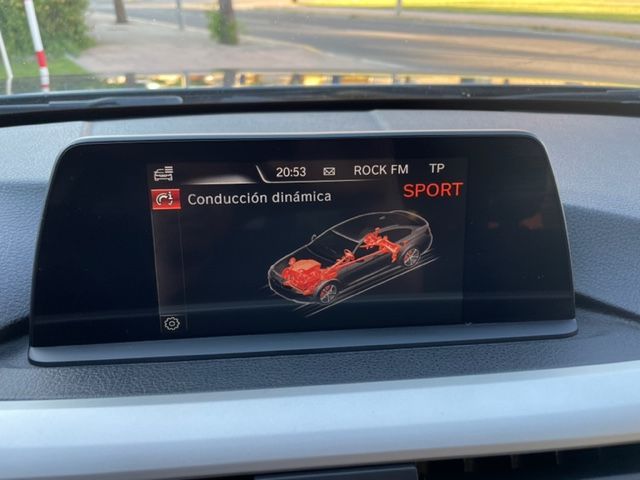 20:53 ROCK FM TP
Conducción dinámica
SPORT